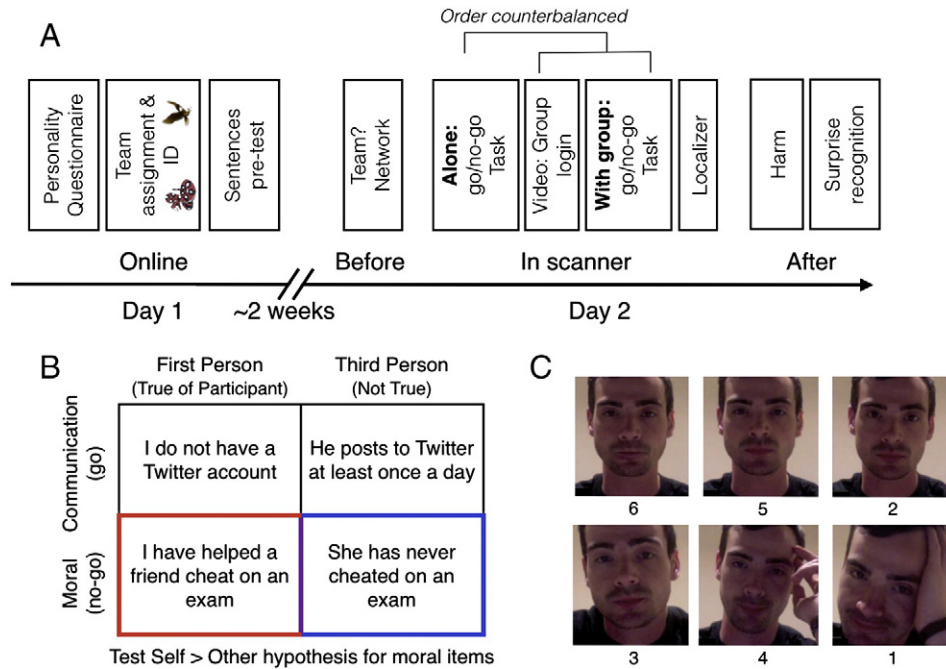 A
Order counterbalanced
Personality
Questionnaire
Team
assignment &
ID
Sentences
pre-test
Team?
Network
Alone:
go/no-go
Task
Video: Group
login
With group:
go/no-go
Task
Localizer
Harm
Surprise
recognition
Online
Before
In scanner
After
Day 1
~2 weeks
Day 2
B
First Person
(True of Participant)
Third Person
(Not True)
Communication
(go)
I do not have a
Twitter account
He posts to Twitter
at least once a day
Moral
(no-go)
I have helped a
friend cheat on an
exam
She has never
cheated on an
exam
Test Self > Other hypothesis for moral items
C
6
5
2
3
4
1